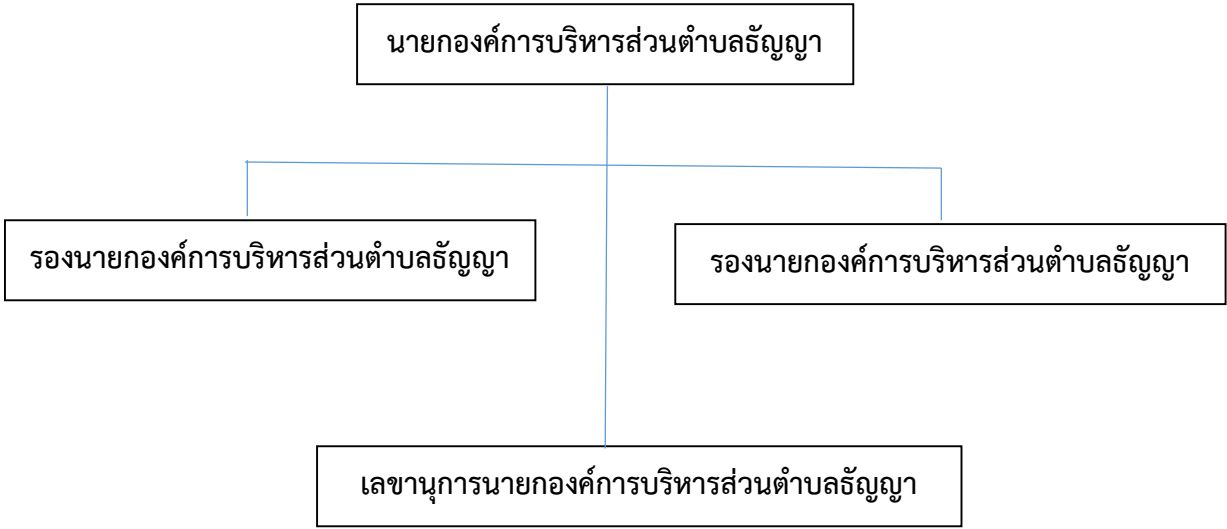 นายกองค์การบริหารส่วนตำบลธัญญา
รองนายกองค์การบริหารส่วนตำบลธัญญา
รองนายกองค์การบริหารส่วนตำบลธัญญา
เลขานุการนายกองค์การบริหารส่วนตำบลธัญญา